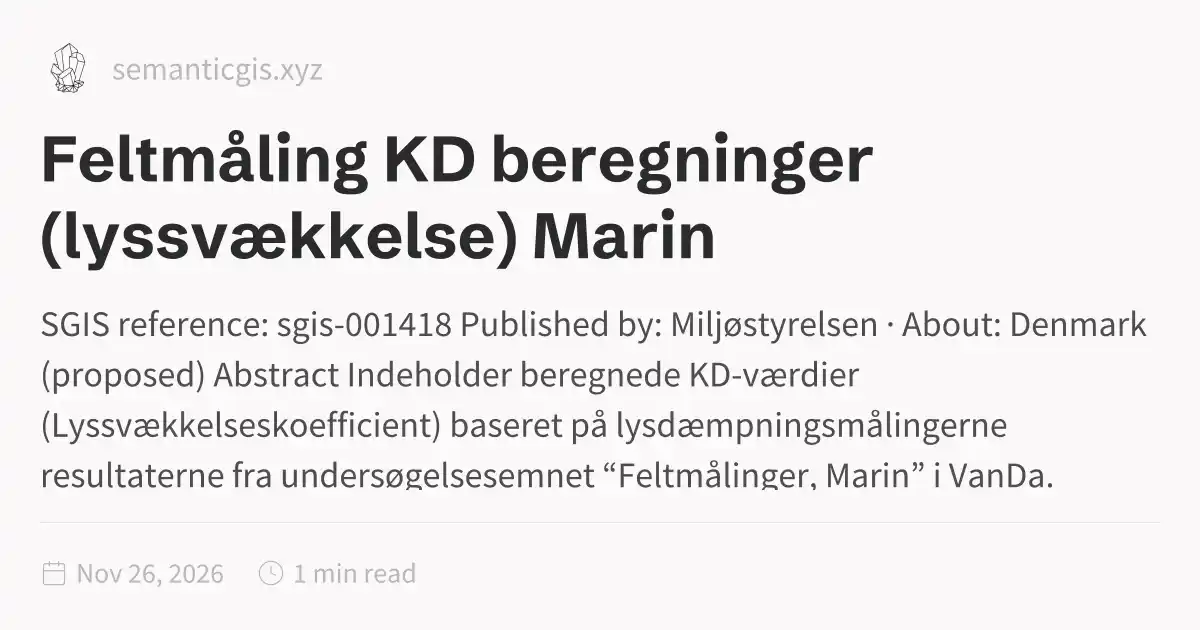 semanticgis.xyz
Feltmåling KD beregninger
(lyssvækkelse) Marin
SGIS reference: sgis-001418 Published by: Miljøstyrelsen · About: Denmark
(proposed) Abstract Indeholder beregnede KD-værdier
(Lyssvækkelseskoefficient) baseret på lysdæmpningsmålingerne
resultaterne fra undersøgelsesemnet “Feltmålinger, Marin” i VanDa.
Nov 26, 2026 1 min read